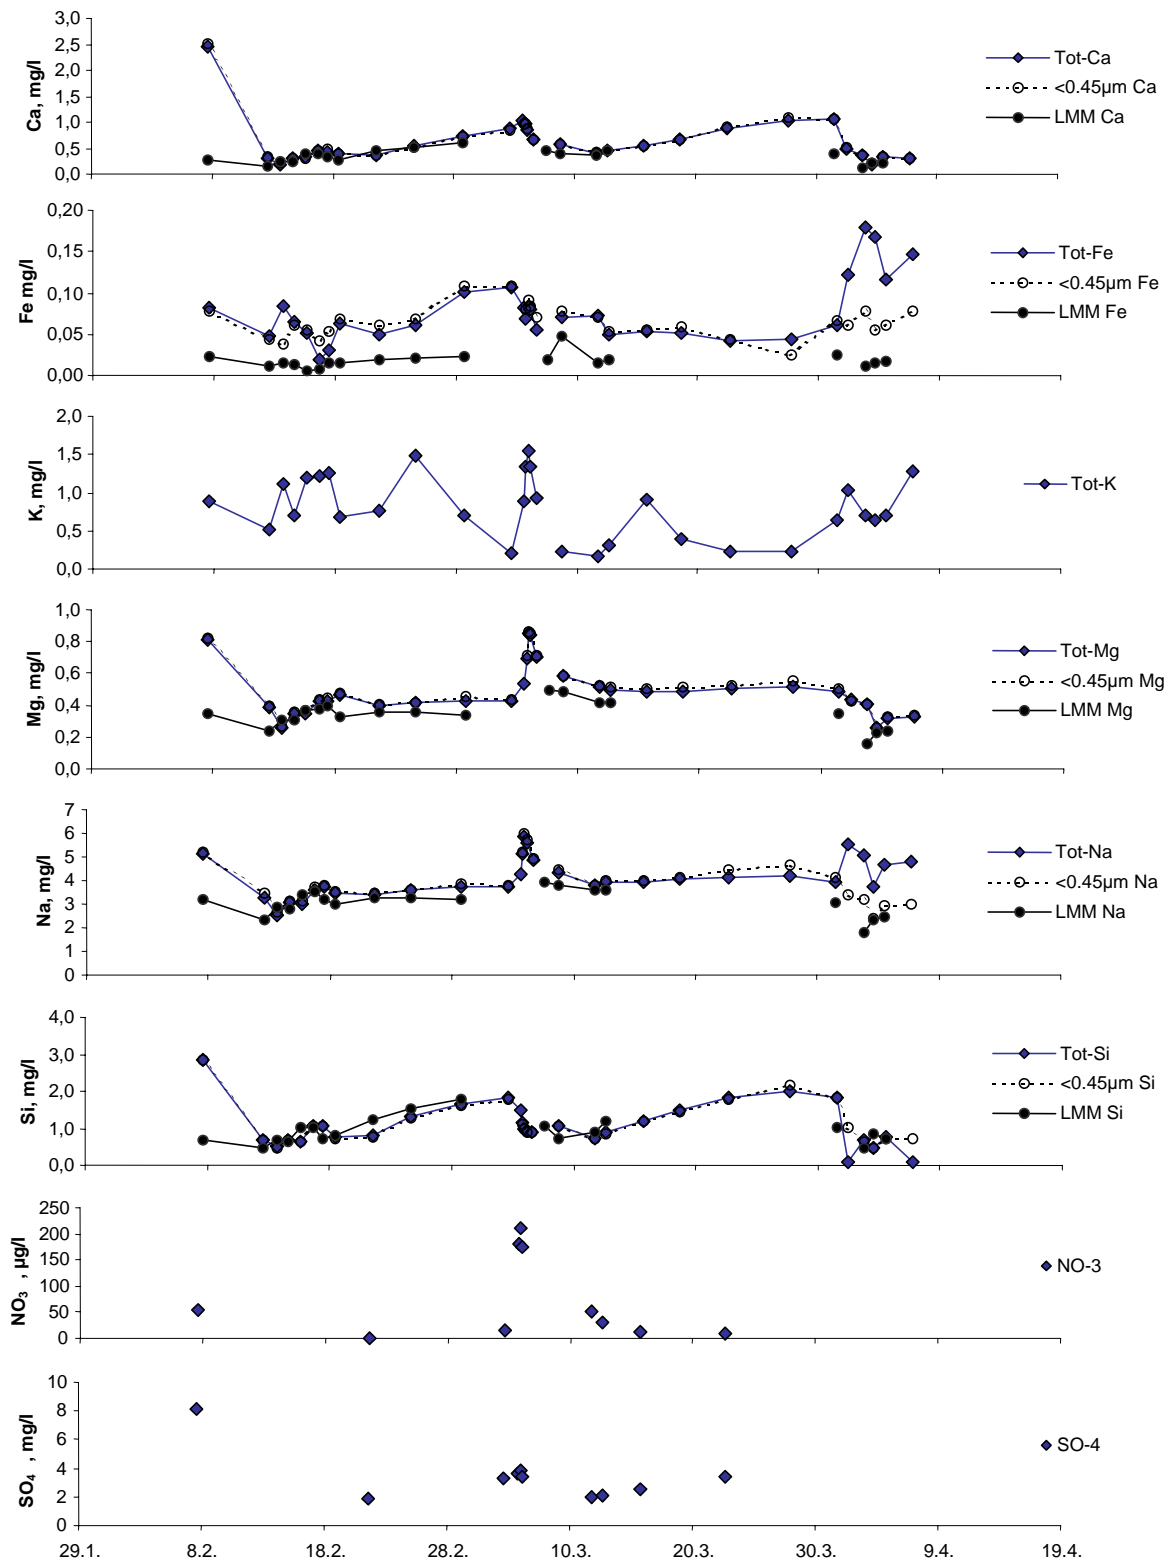 3,0
2,5
2,0
1,5
1,0
0,5
0,0
Ca, mg/l
Tot-Ca
<0.45µm Ca
LMM Ca
0,20
0,15
0,10
0,05
0,00
Fe mg/l
Tot-Fe
<0.45µm Fe
LMM Fe
2,0
1,5
1,0
0,5
0,0
K, mg/l
Tot-K
1,0
0,8
0,6
0,4
0,2
0,0
Mg, mg/l
Tot-Mg
<0.45µm Mg
LMM Mg
7
6
5
4
3
2
1
0
Na, mg/l
Tot-Na
<0.45µm Na
LMM Na
4,0
3,0
2,0
1,0
0,0
Si, mg/l
Tot-Si
<0.45µm Si
LMM Si
250
200
150
100
50
0
NO₃ , µg/l
NO-3
10
8
6
4
2
0
SO₄ , mg/l
SO-4
29.1. 8.2. 18.2. 28.2. 10.3. 20.3. 30.3. 9.4. 19.4.